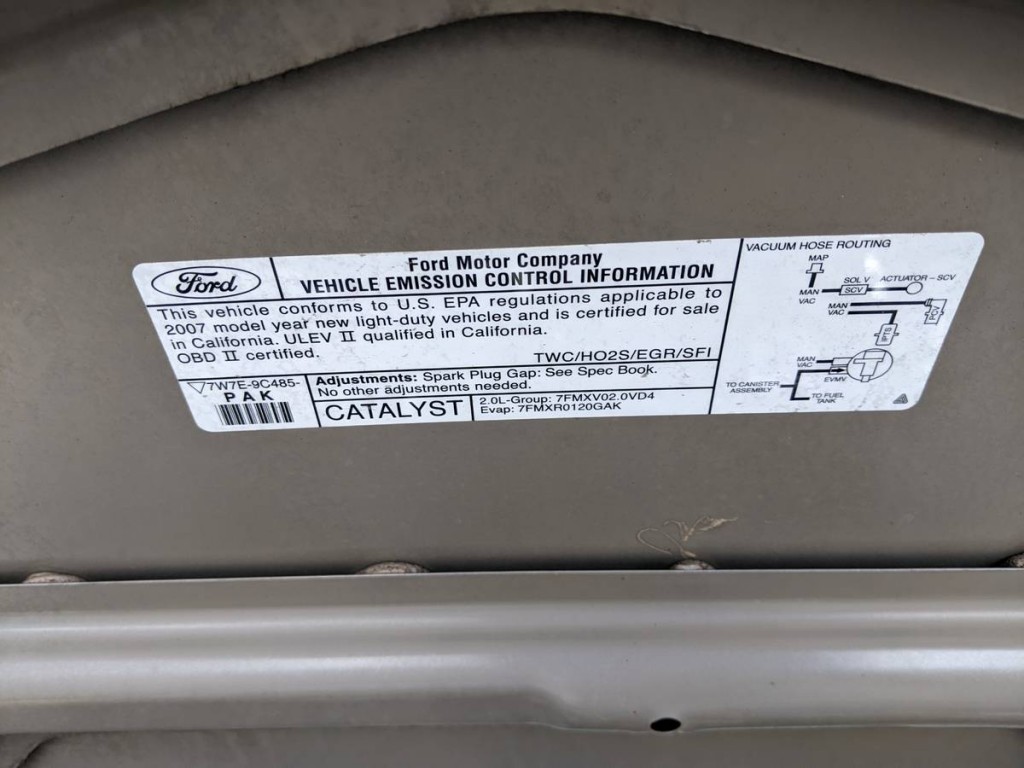 Ford
Ford Motor Company
VEHICLE EMISSION CONTROL INFORMATION
This vehicle conforms to U.S. EPA regulations applicable to
2007 model year new light-duty vehicles and is certified for sale
in California. ULEV II qualified in California.
OBD II certified.
TWC/HO2S/EGR/SFI
7W7E-9C485-
PAK
Adjustments: Spark Plug Gap: See Spec Book.
No other adjustments needed.
CATALYST
2.0L-Group: 7FMXV02.0VD4
Evap: 7FMXR0120GAK
VACUUM HOSE ROUTING
MAP
MAN
VAC
SOL V
SCV
ACTUATOR-SCV
MAN
VAC
PCV
IPTB
MAN
VAC
EVMV
TO CANISTER
ASSEMBLY
TO FUEL
TANK